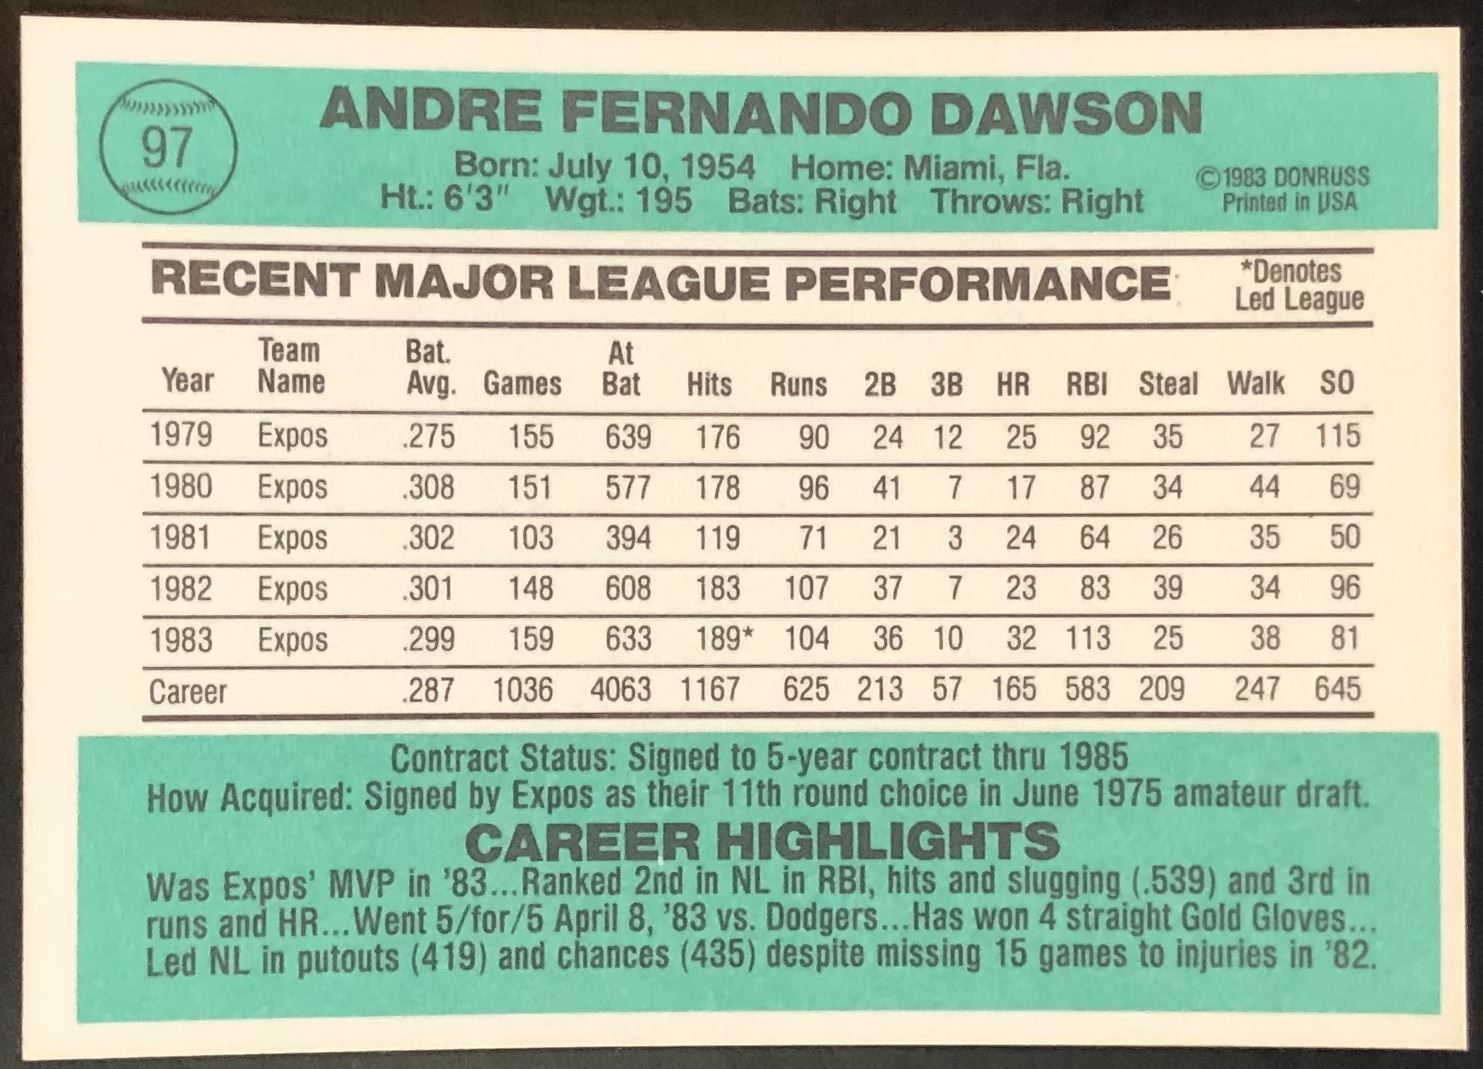 97
ANDRE FERNANDO DAWSON
Born: July 10, 1954 Home: Miami, Fla.
Ht.: 6'3" Wgt.: 195 Bats: Right Throws: Right
©1983 DONRUSS
Printed in USA
RECENT MAJOR LEAGUE PERFORMANCE
*Denotes
Led League
Year Team Name Bat. Avg. Games At Bat Hits Runs 2B 3B HR RBI Steal Walk SO
1979 Expos .275 155 639 176 90 24 12 25 92 35 27 115
1980 Expos .308 151 577 178 96 41 7 17 87 34 44 69
1981 Expos .302 103 394 119 71 21 3 24 64 26 35 50
1982 Expos .301 148 608 183 107 37 7 23 83 39 34 96
1983 Expos .299 159 633 189* 104 36 10 32 113 25 38 81
Career .287 1036 4063 1167 625 213 57 165 583 209 247 645
Contract Status: Signed to 5-year contract thru 1985
How Acquired: Signed by Expos as their 11th round choice in June 1975 amateur draft.
CAREER HIGHLIGHTS
Was Expos' MVP in '83...Ranked 2nd in NL in RBI, hits and slugging (.539) and 3rd in
runs and HR...Went 5/for/5 April 8, '83 vs. Dodgers...Has won 4 straight Gold Gloves...
Led NL in putouts (419) and chances (435) despite missing 15 games to injuries in '82.